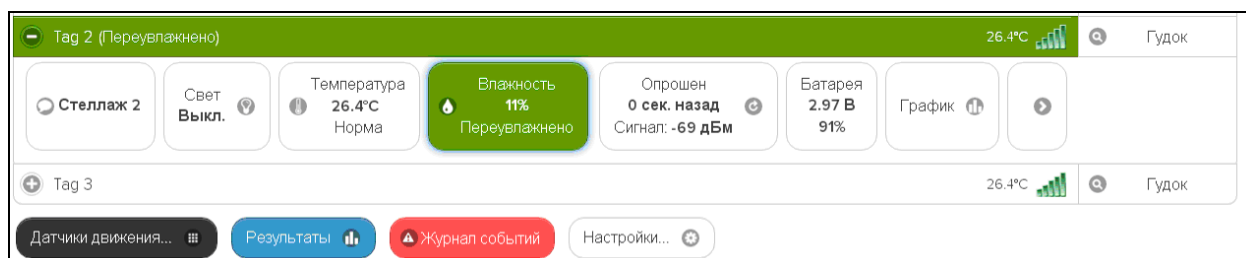 Tag 2 (Переувлажнено) 26.4°C Гудок
Стеллаж 2
Свет
Выкл.
Температура
26.4°C
Норма
Влажность
11%
Переувлажнено
Опрошен
0 сек. назад
Сигнал: -69 дБм
Батарея
2.97 В
91%
График
Tag 3 26.4°C Гудок
Датчики движения... Результаты Журнал событий Настройки...